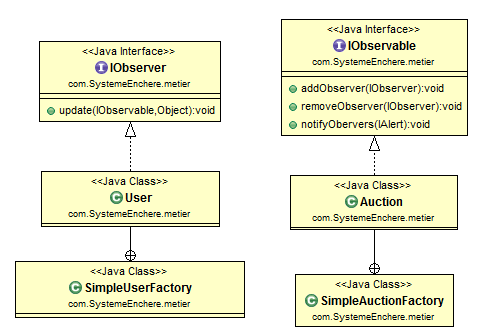 <<Java Interface>>
I IObserver
com.SystemeEnchere.metier
update(IObservable,Object):void
<<Java Class>>
C User
com.SystemeEnchere.metier
<<Java Class>>
C SimpleUserFactory
com.SystemeEnchere.metier
<<Java Interface>>
I IObservable
com.SystemeEnchere.metier
addObserver(IObserver):void
removeObserver(IObserver):void
notifyObervers(IAlert):void
<<Java Class>>
C Auction
com.SystemeEnchere.metier
<<Java Class>>
C SimpleAuctionFactory
com.SystemeEnchere.metier